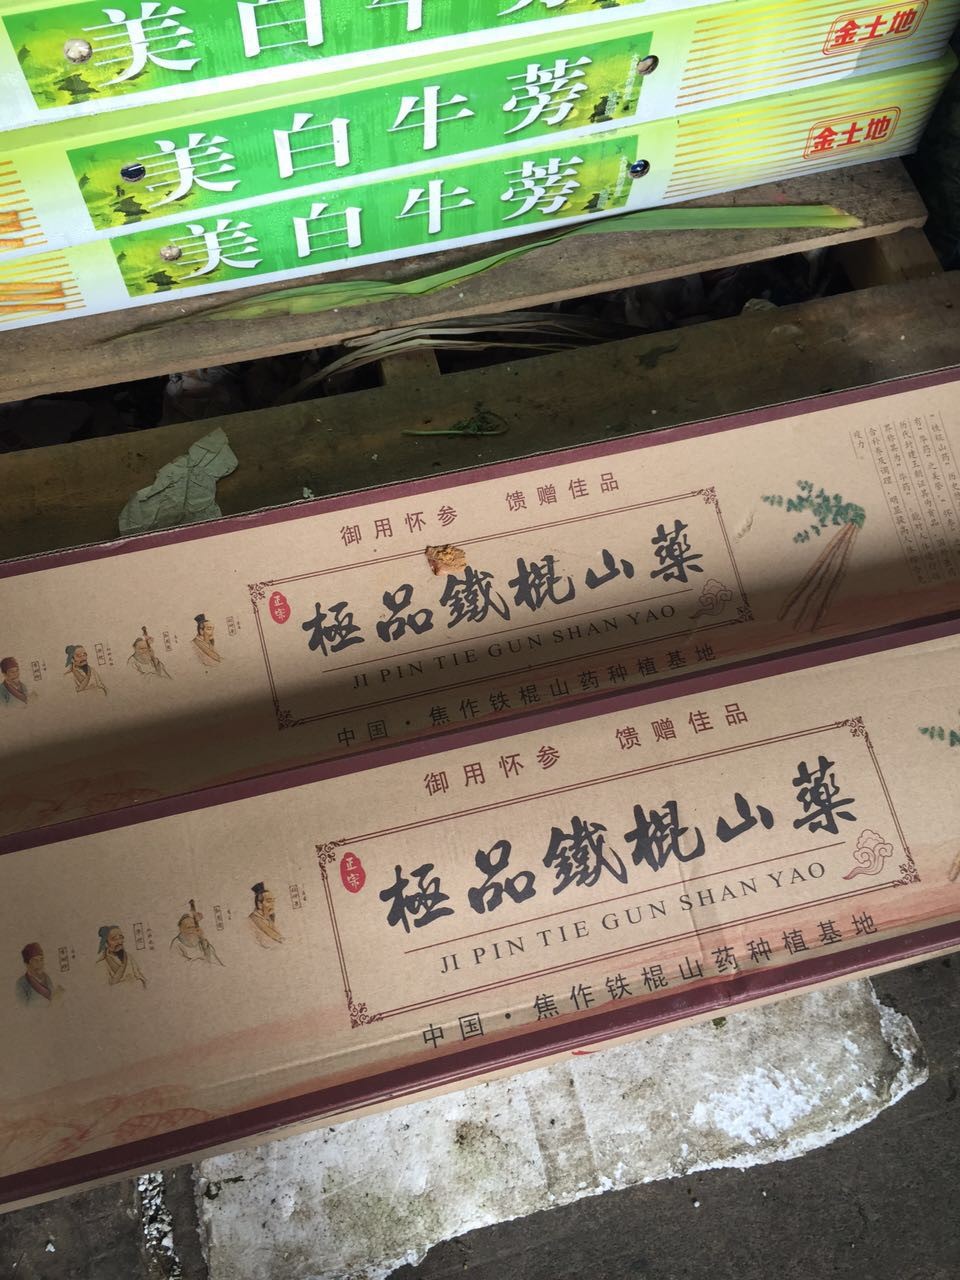 美白牛蒡
金土地
美白牛蒡
金土地
美白牛蒡
御用怀参 馈赠佳品
正宗
極品鐵棍山藥
JI PIN TIE GUN SHAN YAO
中国·焦作铁棍山药种植基地
御用怀参 馈赠佳品
正宗
極品鐵棍山藥
JI PIN TIE GUN SHAN YAO
中国·焦作铁棍山药种植基地